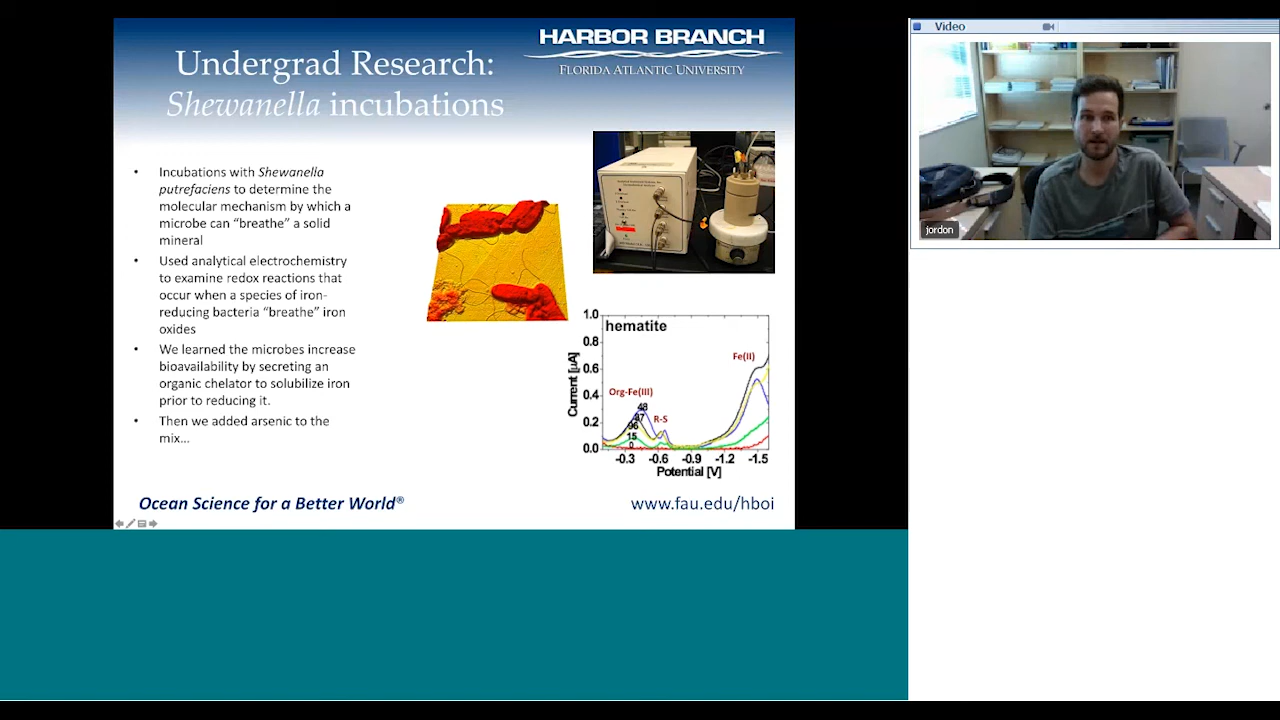 Undergrad Research:
Shewanella incubations
HARBOR BRANCH
FLORIDA ATLANTIC UNIVERSITY
• Incubations with Shewanella
putrefaciens to determine the
molecular mechanism by which a
microbe can “breathe” a solid
mineral
• Used analytical electrochemistry
to examine redox reactions that
occur when a species of iron-
reducing bacteria “breathe” iron
oxides
• We learned the microbes increase
bioavailability by secreting an
organic chelator to solubilize iron
prior to reducing it.
• Then we added arsenic to the
mix…
hematite
1.0
0.8
0.6
0.4
0.2
0.0
Current [µA]
Org-Fe(III)
R-S
Fe(II)
96
15
0
-0.3 -0.6 -0.9 -1.2 -1.5
Potential [V]
Ocean Science for a Better World®
www.fau.edu/hboi
Video
jordon